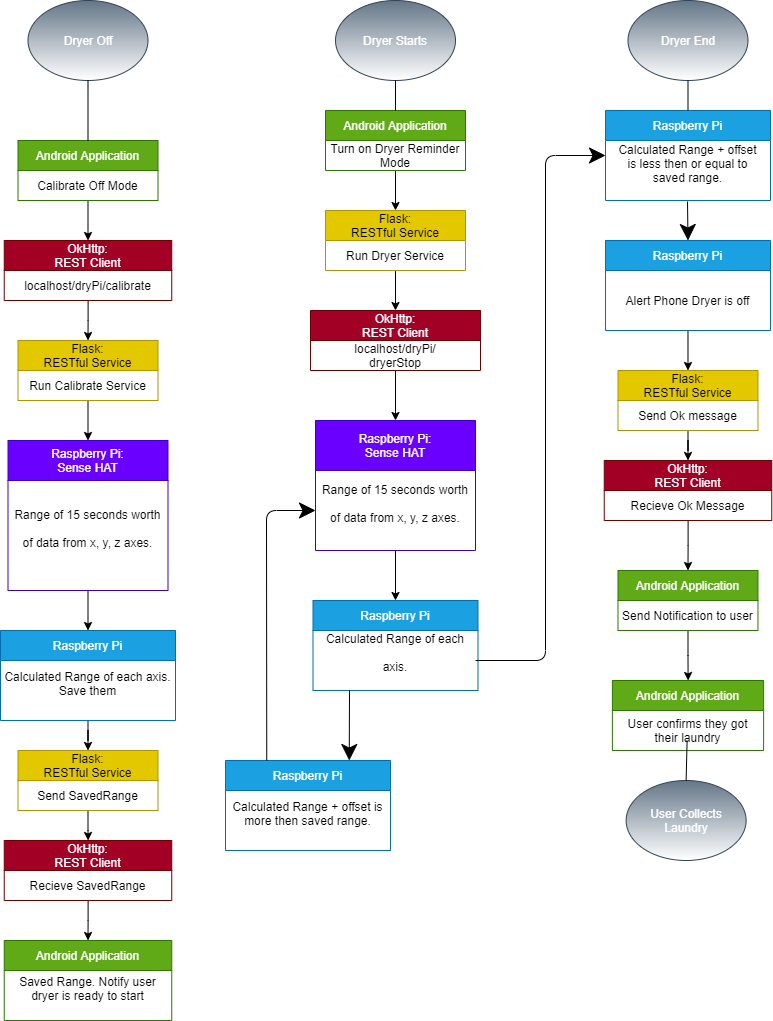 Dryer Off
Android Application
Calibrate Off Mode
OkHttp:
REST Client
localhost/dryPi/calibrate
Flask:
RESTful Service
Run Calibrate Service
Raspberry Pi:
Sense HAT
Range of 15 seconds worth
of data from x, y, z axes.
Raspberry Pi
Calculated Range of each axis.
Save them
Flask:
RESTful Service
Send SavedRange
OkHttp:
REST Client
Recieve SavedRange
Android Application
Saved Range. Notify user
dryer is ready to start
Dryer Starts
Android Application
Turn on Dryer Reminder
Mode
Flask:
RESTful Service
Run Dryer Service
OkHttp:
REST Client
localhost/dryPi/
dryerStop
Raspberry Pi:
Sense HAT
Range of 15 seconds worth
of data from x, y, z axes.
Raspberry Pi
Calculated Range of each
axis.
Raspberry Pi
Calculated Range + offset is
more then saved range.
Dryer End
Raspberry Pi
Calculated Range + offset
is less then or equal to
saved range.
Raspberry Pi
Alert Phone Dryer is off
Flask:
RESTful Service
Send Ok message
OkHttp:
REST Client
Recieve Ok Message
Android Application
Send Notification to user
Android Application
User confirms they got
their laundry
User Collects
Laundry